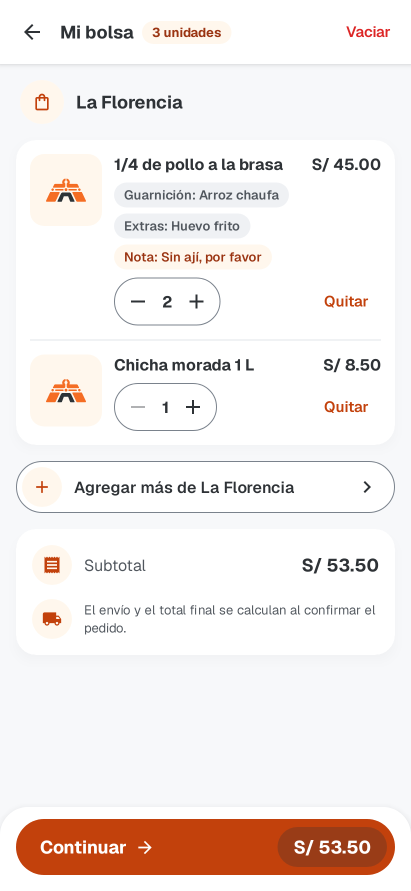 Mi bolsa
3 unidades
Vaciar
La Florencia
1/4 de pollo a la brasa
S/ 45.00
Guarnición: Arroz chaufa
Extras: Huevo frito
Nota: Sin ají, por favor
2
Quitar
Chicha morada 1 L
S/ 8.50
1
Quitar
Agregar más de La Florencia
Subtotal
S/ 53.50
El envío y el total final se calculan al confirmar el
pedido.
Continuar
S/ 53.50